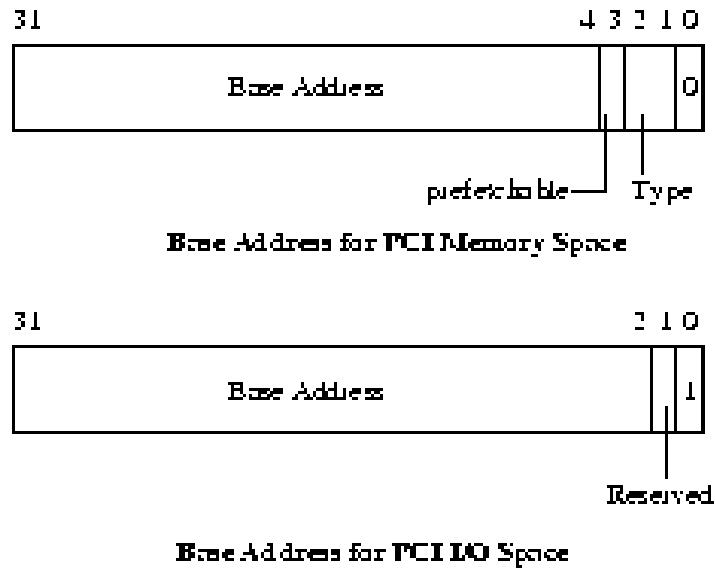 31 4 3 2 1 0
Base Address 0
prefetchable Type
Base Address for PCI Memory Space
31 2 1 0
Base Address 1
Reserved
Base Address for PCI I/O Space